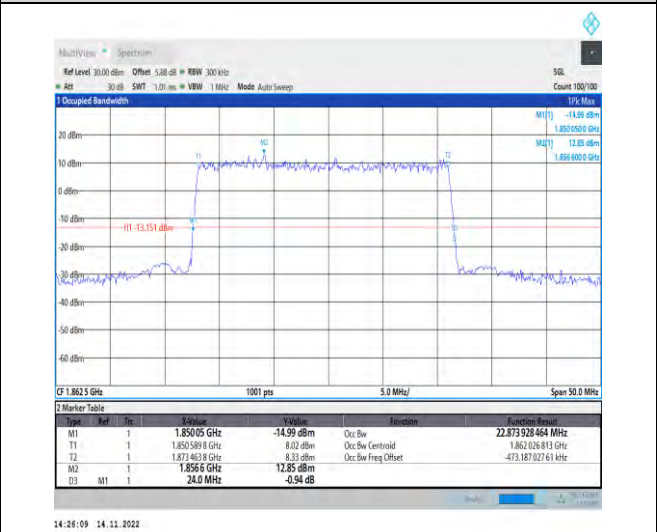 MultiView Spectrum
Ref Level 30.00 dBm Offset 5.88 dB RBW 300 kHz SGL
Att 30 dB SWT 1.01 ms VBW 1 MHz Mode Auto Sweep Count 100/100
1 Occupied Bandwidth 1Pk Max
M1[1] -14.99 dBm
1.850 050 0 GHz
M2[1] 12.85 dBm
1.856 600 0 GHz
20 dBm
M2
T1 T2
10 dBm
0 dBm
-10 dBm
H1 -13.151 dBm
-20 dBm
-30 dBm
-40 dBm
-50 dBm
-60 dBm
CF 1.862 5 GHz 1001 pts 5.0 MHz/ Span 50.0 MHz
2 Marker Table
Type Ref Trc X-Value Y-Value Function Function Result
M1 1 1.850 05 GHz -14.99 dBm Occ Bw 22.873 928 464 MHz
T1 1 1.850 589 8 GHz 8.02 dBm Occ Bw Centroid 1.862 026 813 GHz
T2 1 1.873 463 8 GHz 8.33 dBm Occ Bw Freq Offset -473.187 027 61 kHz
M2 1 1.856 6 GHz 12.85 dBm
D3 M1 1 24.0 MHz -0.94 dB
14:26:09 14.11.2022